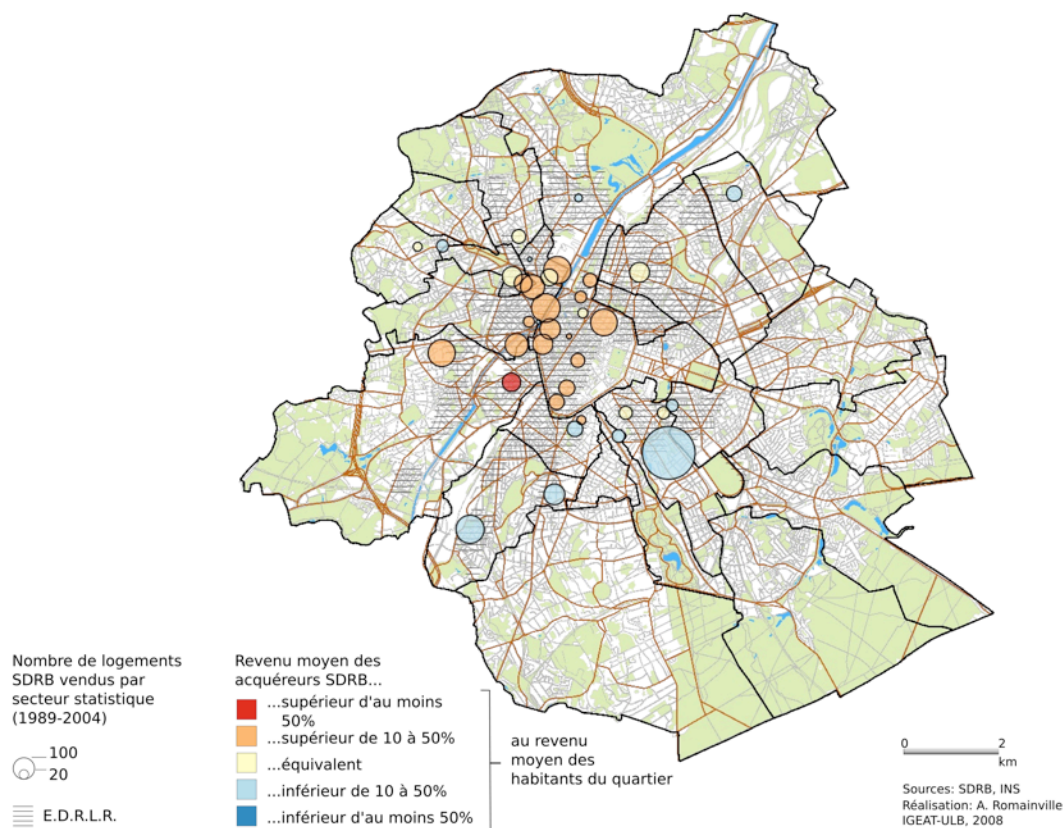 Nombre de logements
SDRB vendus par
secteur statistique
(1989-2004)
100
20
E.D.R.L.R.
Revenu moyen des
acquéreurs SDRB...
...supérieur d'au moins
50%
...supérieur de 10 à 50%
...équivalent
...inférieur de 10 à 50%
...inférieur d'au moins 50%
au revenu
moyen des
habitants du quartier
0 2
km
Sources: SDRB, INS
Réalisation: A. Romainville
IGEAT-ULB, 2008